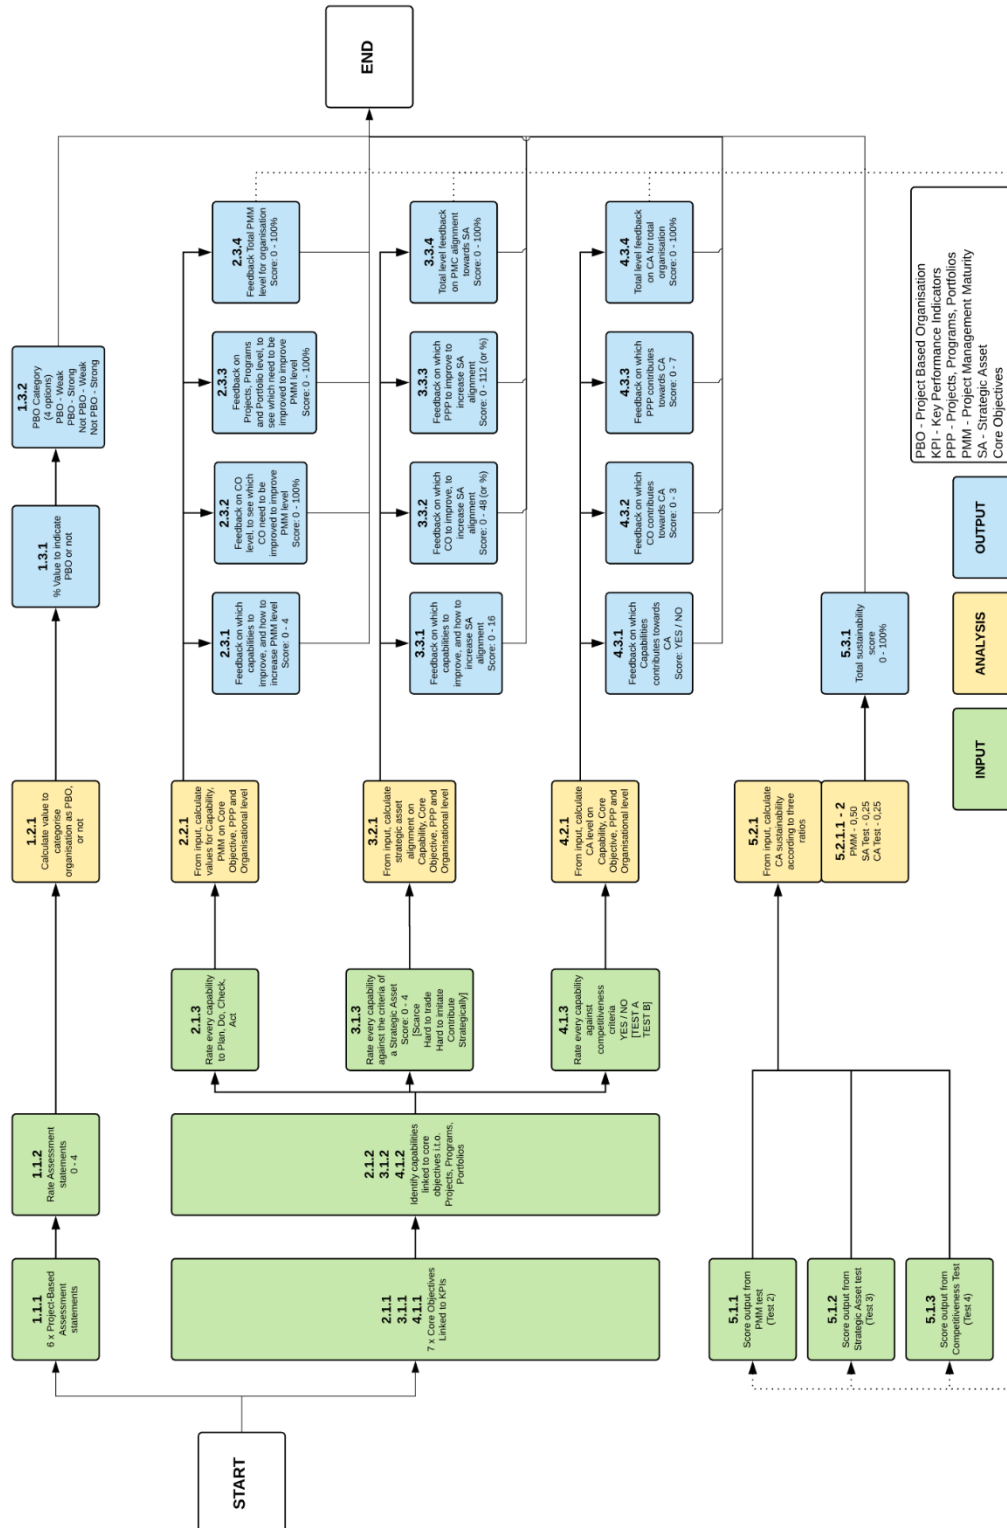 START
1.1.1
6 x Project-Based
Assessment
statements
1.1.2
Rate Assessment
statements
0 - 4
1.2.1
Calculate value to
categorise
organisation as PBO,
or not
1.3.1
% Value to indicate
PBO or not
1.3.2
PBO Category
(4 options)
PBO - Weak
PBO - Strong
Not PBO - Weak
Not PBO - Strong
END
2.1.1
3.1.1
4.1.1
7 x Core Objectives
Linked to KPIs
2.1.2
3.1.2
4.1.2
Identify capabilities
linked to core
objectives i.t.o.
Projects, Programs,
Portfolios
2.1.3
Rate every capability
to Plan, Do, Check,
Act
2.2.1
From input, calculate
values for Capability,
PMM on Core
Objective, PPP and
Organisational level
2.3.1
Feedback on which
capabilities to
improve, and how to
increase PMM level
Score: 0 - 4
2.3.2
Feedback on CO
level, to see which
CO need to be
improved to improve
PMM level
Score: 0 - 100%
2.3.3
Feedback on
Projects, Programs
and Portfolio level, to
see which need to be
improved to improve
PMM level
Score: 0 - 100%
2.3.4
Feedback Total PMM
level for organisation
Score: 0 - 100%
3.1.3
Rate every capability
against the criteria of
a Strategic Asset
Score: 0 - 4
[Scarce
Hard to trade
Hard to imitate
Contribute
Strategically]
3.2.1
From input, calculate
strategic asset
alignment on
Capability, Core
Objective, PPP and
Organisational level
3.3.1
Feedback on which
capabilities to
improve, and how to
increase SA
alignment
Score: 0 - 16
3.3.2
Feedback on which
CO to improve, to
increase SA
alignment
Score: 0 - 48 (or %)
3.3.3
Feedback on which
PPP to improve to
increase SA
alignment
Score: 0 - 112 (or %)
3.3.4
Total level feedback
on PMC alignment
towards SA
Score: 0 - 100%
4.1.3
Rate every capability
against
competitiveness
criteria
YES / NO
[TEST A
TEST B]
4.2.1
From input, calculate
CA level on
Capability, Core
Objective, PPP and
Organisational level
4.3.1
Feedback on which
Capabilities
contributes towards
CA
Score: YES / NO
4.3.2
Feedback on which
CO contributes
towards CA
Score: 0 - 3
4.3.3
Feedback on which
PPP contributes
towards CA
Score: 0 - 7
4.3.4
Total level feedback
on CA for total
organisation
Score: 0 - 100%
5.1.1
Score output from
PMM test
(Test 2)
5.1.2
Score output from
Strategic Asset test
(Test 3)
5.1.3
Score output from
Competitiveness Test
(Test 4)
5.2.1
From input, calculate
CA sustainability
according to three
ratios
5.2.1.1 - 2
PMM - 0,50
SA Test - 0,25
CA Test - 0,25
5.3.1
Total sustainability
score
0 - 100%
INPUT
ANALYSIS
OUTPUT
PBO - Project Based Organisation
KPI - Key Performance Indicators
PPP - Projects, Programs, Portfolios
PMM - Project Management Maturity
SA - Strategic Asset
Core Objectives